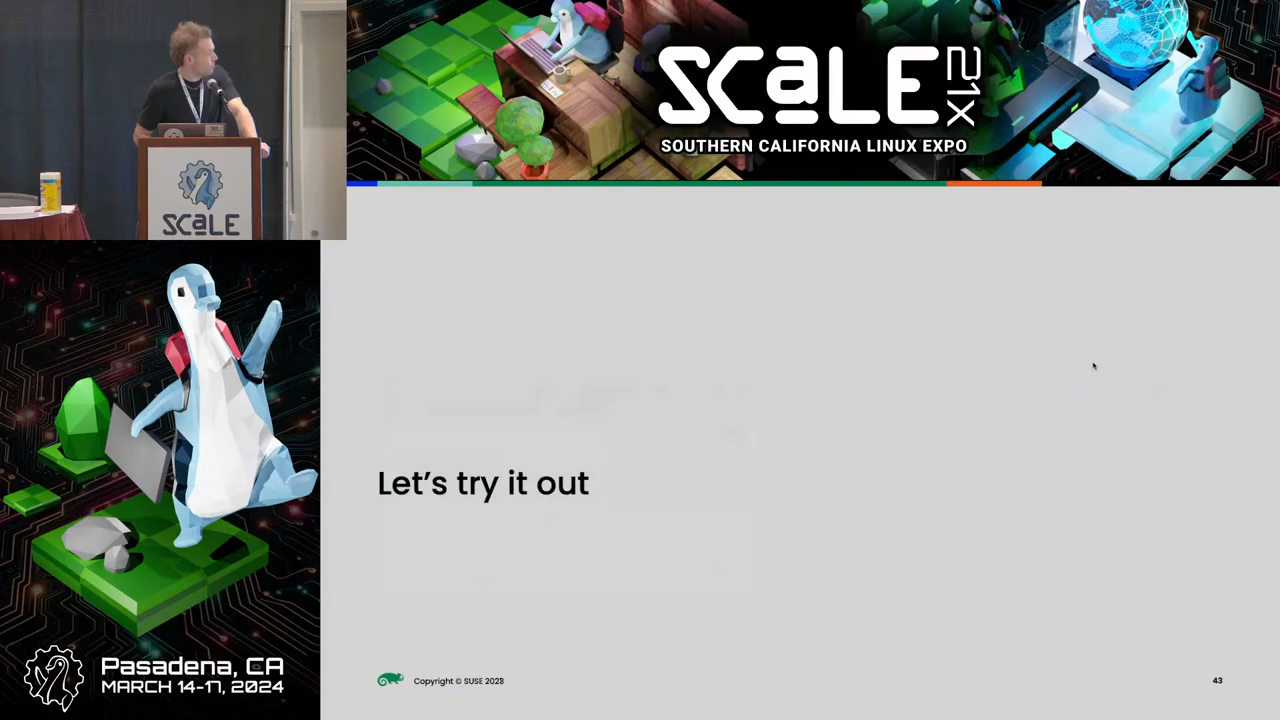 SCaLE 21X
SOUTHERN CALIFORNIA LINUX EXPO
SCaLE
Let's try it out
Pasadena, CA
MARCH 14-17, 2024
Copyright © SUSE 2023
43